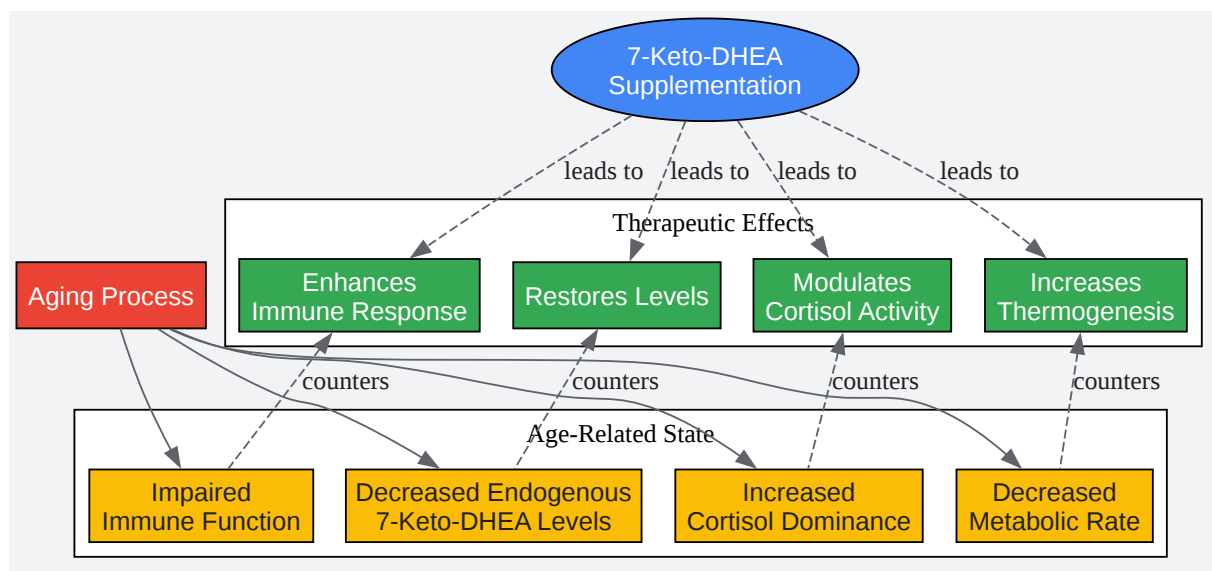 7-Keto-DHEA
Supplementation
leads to
leads to
leads to
leads to
Therapeutic Effects
Aging Process
Enhances
Immune Response
Restores Levels
Modulates
Cortisol Activity
Increases
Thermogenesis
counters
counters
counters
counters
Age-Related State
Impaired
Immune Function
Decreased Endogenous
7-Keto-DHEA Levels
Increased
Cortisol Dominance
Decreased
Metabolic Rate